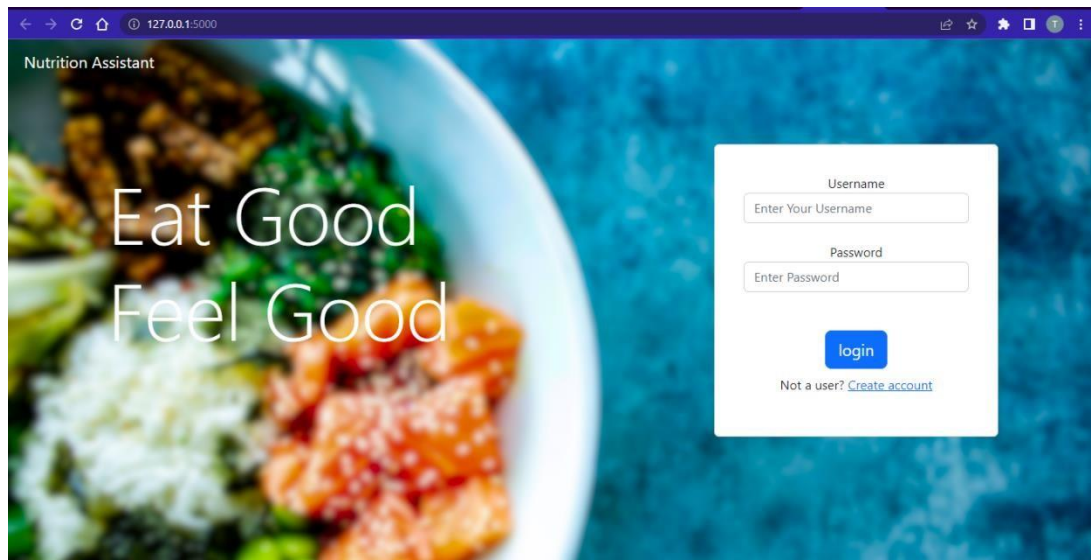 127.0.0.1:5000
T
Nutrition Assistant
Eat Good
Feel Good
Username
Enter Your Username
Password
Enter Password
login
Not a user? Create account